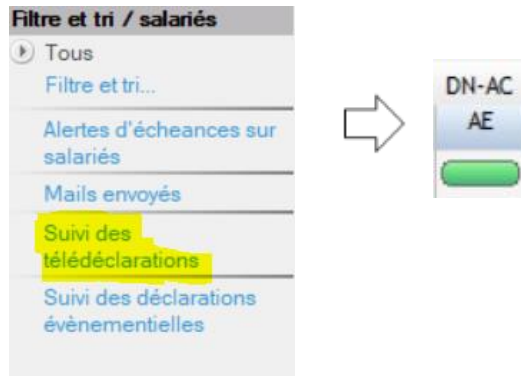 Filtre et tri / salariés
Tous
Filtre et tri...
Alertes d'écheances sur
salariés
Mails envoyés
Suivi des
télédéclarations
Suivi des déclarations
évènementielles
DN-AC
AE